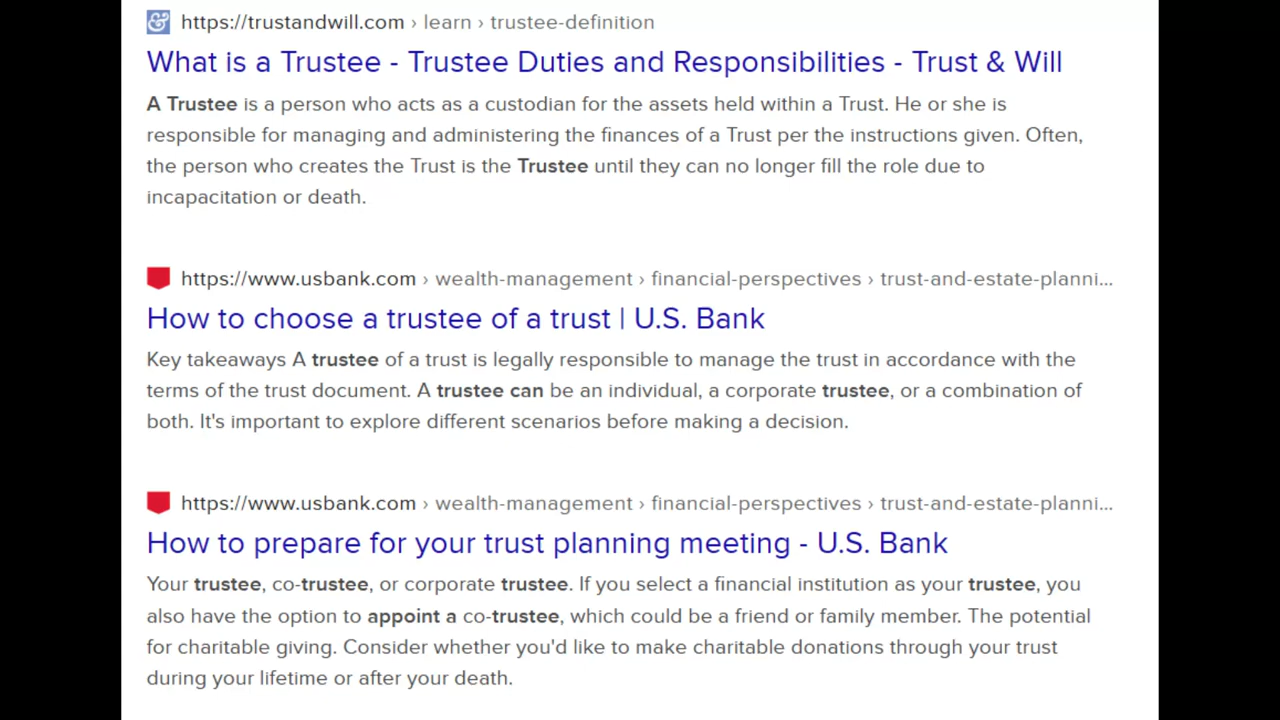 https://trustandwill.com › learn › trustee-definition
What is a Trustee - Trustee Duties and Responsibilities - Trust & Will
A Trustee is a person who acts as a custodian for the assets held within a Trust. He or she is
responsible for managing and administering the finances of a Trust per the instructions given. Often,
the person who creates the Trust is the Trustee until they can no longer fill the role due to
incapacitation or death.
https://www.usbank.com › wealth-management › financial-perspectives › trust-and-estate-planni...
How to choose a trustee of a trust | U.S. Bank
Key takeaways A trustee of a trust is legally responsible to manage the trust in accordance with the
terms of the trust document. A trustee can be an individual, a corporate trustee, or a combination of
both. It's important to explore different scenarios before making a decision.
https://www.usbank.com › wealth-management › financial-perspectives › trust-and-estate-planni...
How to prepare for your trust planning meeting - U.S. Bank
Your trustee, co-trustee, or corporate trustee. If you select a financial institution as your trustee, you
also have the option to appoint a co-trustee, which could be a friend or family member. The potential
for charitable giving. Consider whether you'd like to make charitable donations through your trust
during your lifetime or after your death.